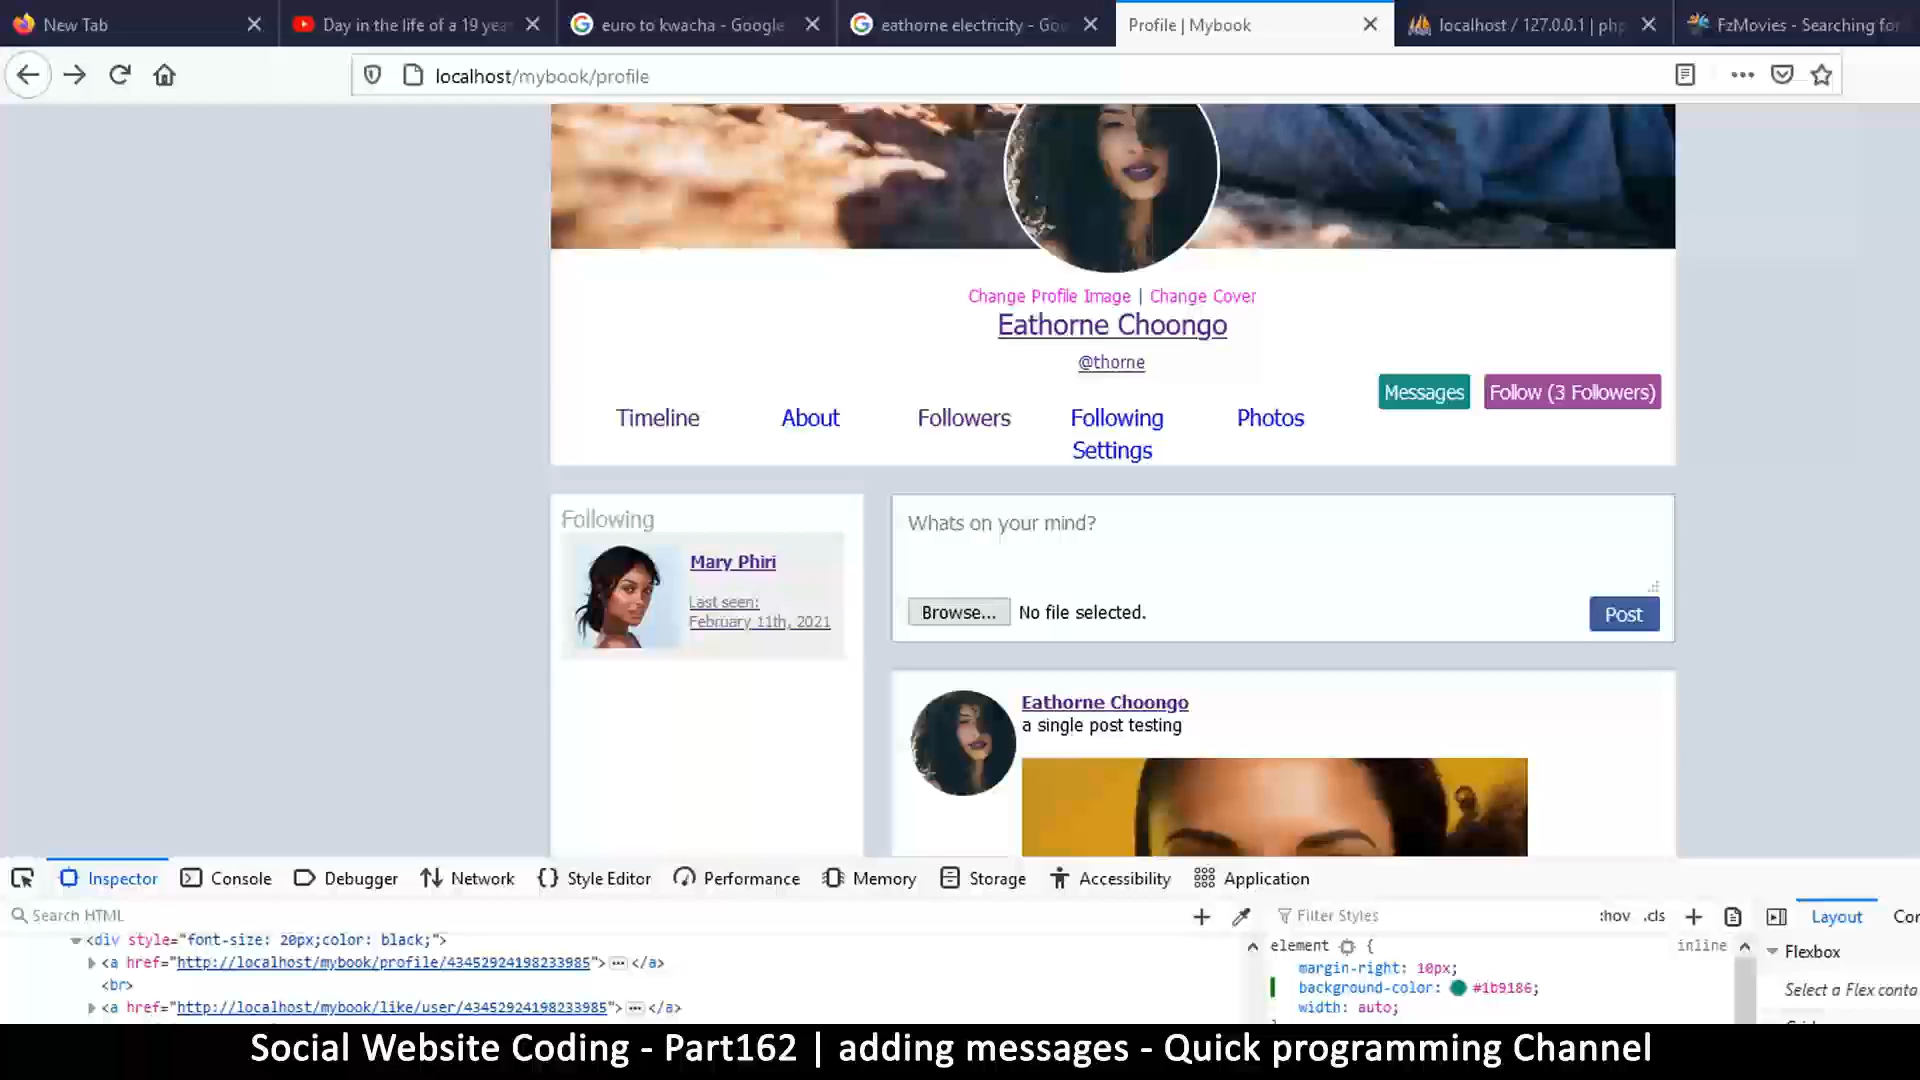 New Tab
Day in the life of a 19 yea
euro to kwacha - Google
eathorne electricity - Goo
Profile | Mybook
localhost / 127.0.0.1 | php
FzMovies - Searching for
localhost/mybook/profile
Change Profile Image | Change Cover
Eathorne Choongo
@thorne
Messages Follow (3 Followers)
Timeline About Followers Following Photos
Settings
Following
Mary Phiri
Last seen:
February 11th, 2021
Whats on your mind?
Browse... No file selected.
Post
Eathorne Choongo
a single post testing
Inspector Console Debugger Network Style Editor Performance Memory Storage Accessibility Application
Search HTML
Filter Styles :hov .cls
Layout
<div style="font-size: 20px;color: black;">
<a href="http://localhost/mybook/profile/43452924198233985"> ... </a>
<br>
<a href="http://localhost/mybook/like/user/43452924198233985"> ... </a>
element { inline
margin-right: 10px;
background-color: #1b9186;
width: auto;
Flexbox
Select a Flex conta
Social Website Coding - Part162 | adding messages - Quick programming Channel